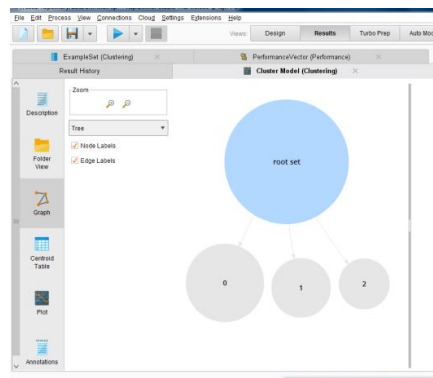 File Edit Process View Connections Cloud Settings Extensions Help
Views: Design Results Turbo Prep Auto Mod
ExampleSet (Clustering) PerformanceVector (Performance)
Result History Cluster Model (Clustering)
Description
Folder
View
Graph
Centroid
Table
Plot
Annotations
Zoom
Tree
Node Labels
Edge Labels
root set
0
1
2